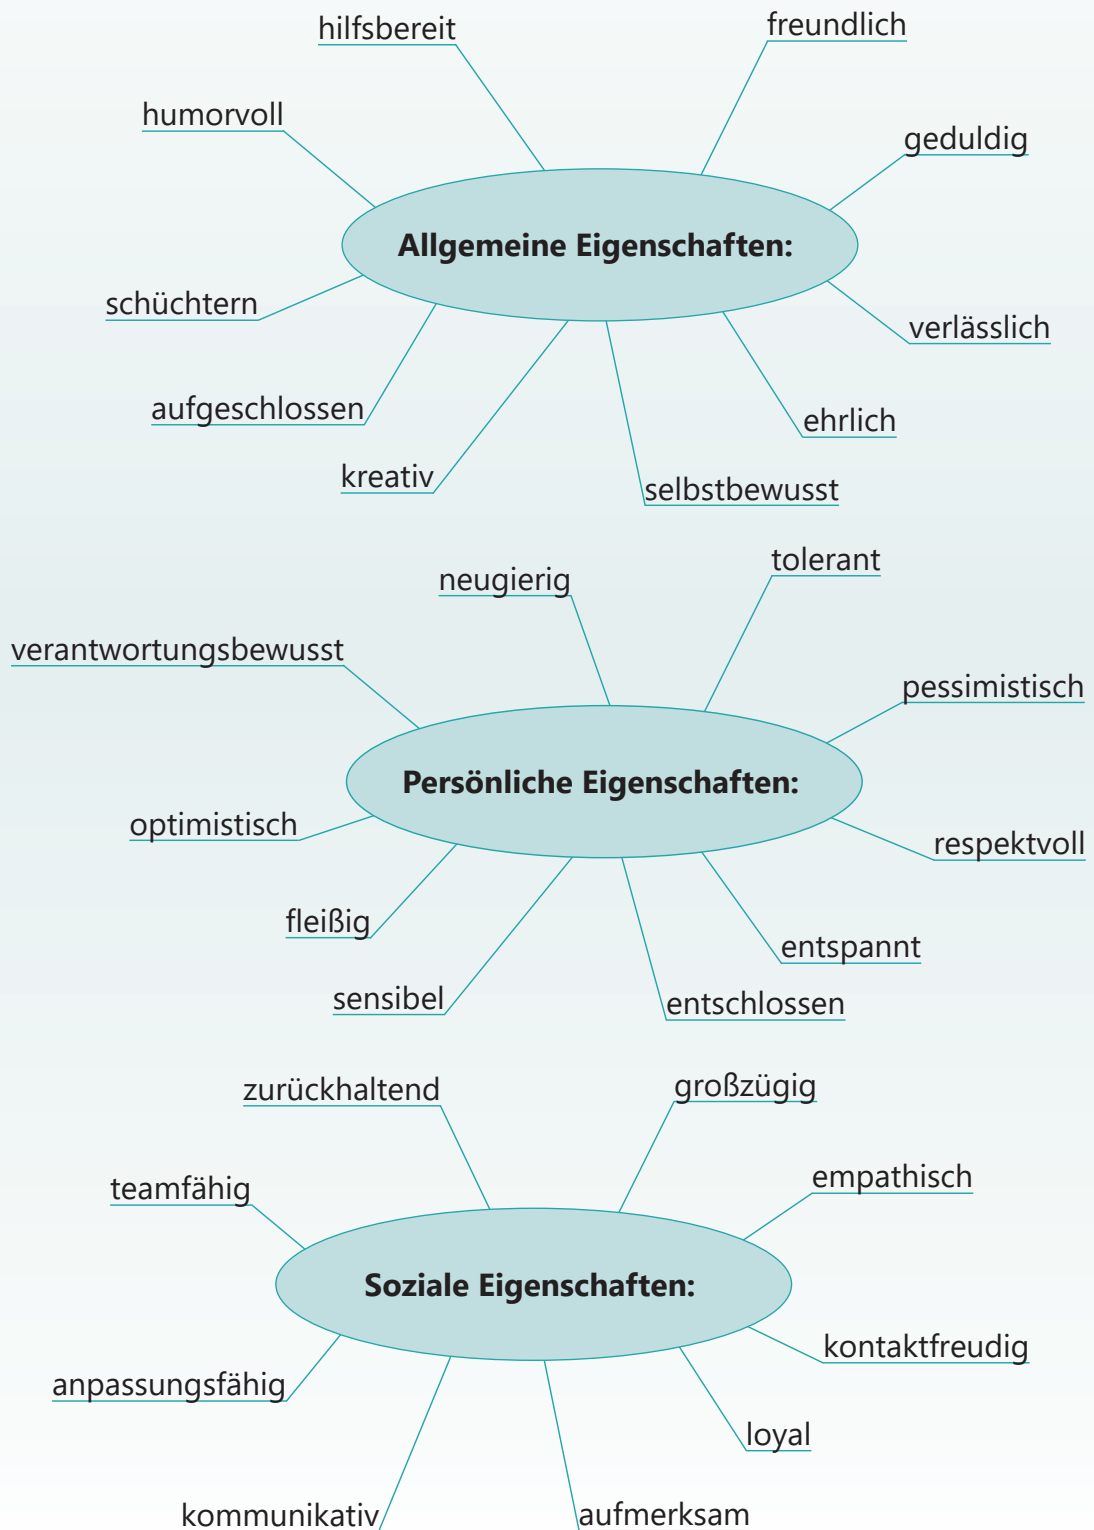 hilfsbereit
freundlich
humorvoll
geduldig
Allgemeine Eigenschaften:
schüchtern
verlässlich
aufgeschlossen
ehrlich
kreativ
selbstbewusst
neugierig
tolerant
verantwortungsbewusst
pessimistisch
Persönliche Eigenschaften:
optimistisch
respektvoll
fleißig
entspannt
sensibel
entschlossen
zurückhaltend
großzügig
teamfähig
empathisch
Soziale Eigenschaften:
kontaktfreudig
anpassungsfähig
loyal
kommunikativ
aufmerksam